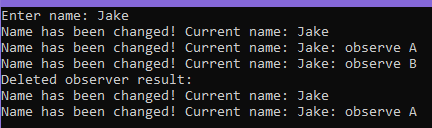 Enter name: Jake
Name has been changed! Current name: Jake
Name has been changed! Current name: Jake: observe A
Name has been changed! Current name: Jake: observe B
Deleted observer result:
Name has been changed! Current name: Jake
Name has been changed! Current name: Jake: observe A